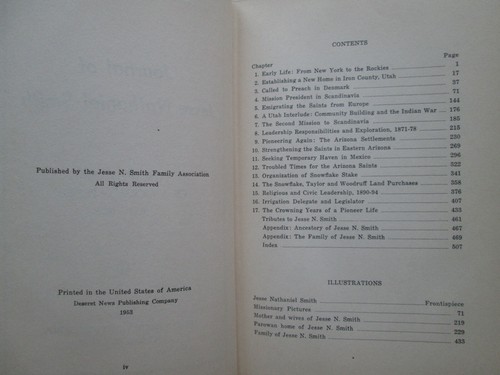 Published by the Jesse N. Smith Family Association
All Rights Reserved
Printed in the United States of America
Deseret News Publishing Company
1953
iv
CONTENTS
Chapter Page
1. Early Life: From New York to the Rockies 1
2. Establishing a New Home in Iron County, Utah 17
3. Called to Preach in Denmark 37
4. Mission President in Scandinavia 71
5. Emigrating the Saints from Europe 144
6. A Utah Interlude: Community Building and the Indian War 176
7. The Second Mission to Scandinavia 185
8. Leadership Responsibilities and Exploration, 1871-78 215
9. Pioneering Again: The Arizona Settlements 230
10. Strengthening the Saints in Eastern Arizona 269
11. Seeking Temporary Haven in Mexico 296
12. Troubled Times for the Arizona Saints 322
13. Organization of Snowflake Stake 341
14. The Snowflake, Taylor and Woodruff Land Purchases 358
15. Religious and Civic Leadership, 1890-94 376
16. Irrigation Delegate and Legislator 407
17. The Crowning Years of a Pioneer Life 433
Tributes to Jesse N. Smith 461
Appendix: Ancestory of Jesse N. Smith 467
Appendix: The Family of Jesse N. Smith 469
Index 507
ILLUSTRATIONS
Jesse Nathaniel Smith Frontispiece
Missionary Pictures 71
Mother and wives of Jesse N. Smith 219
Parowan home of Jesse N. Smith 229
Family of Jesse N. Smith 433